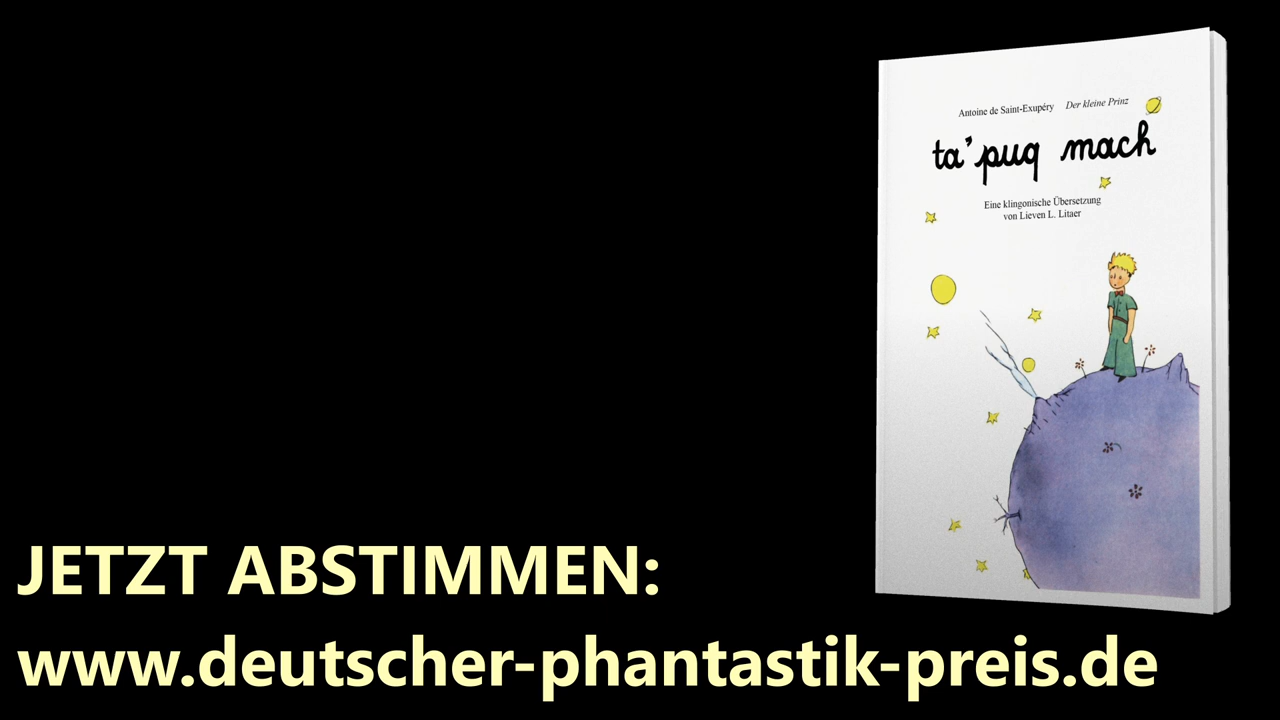 Antoine de Saint-Exupéry Der kleine Prinz
ta' puq mach
Eine klingonische Übersetzung
von Lieven L. Litaer
JETZT ABSTIMMEN:
www.deutscher-phantastik-preis.de